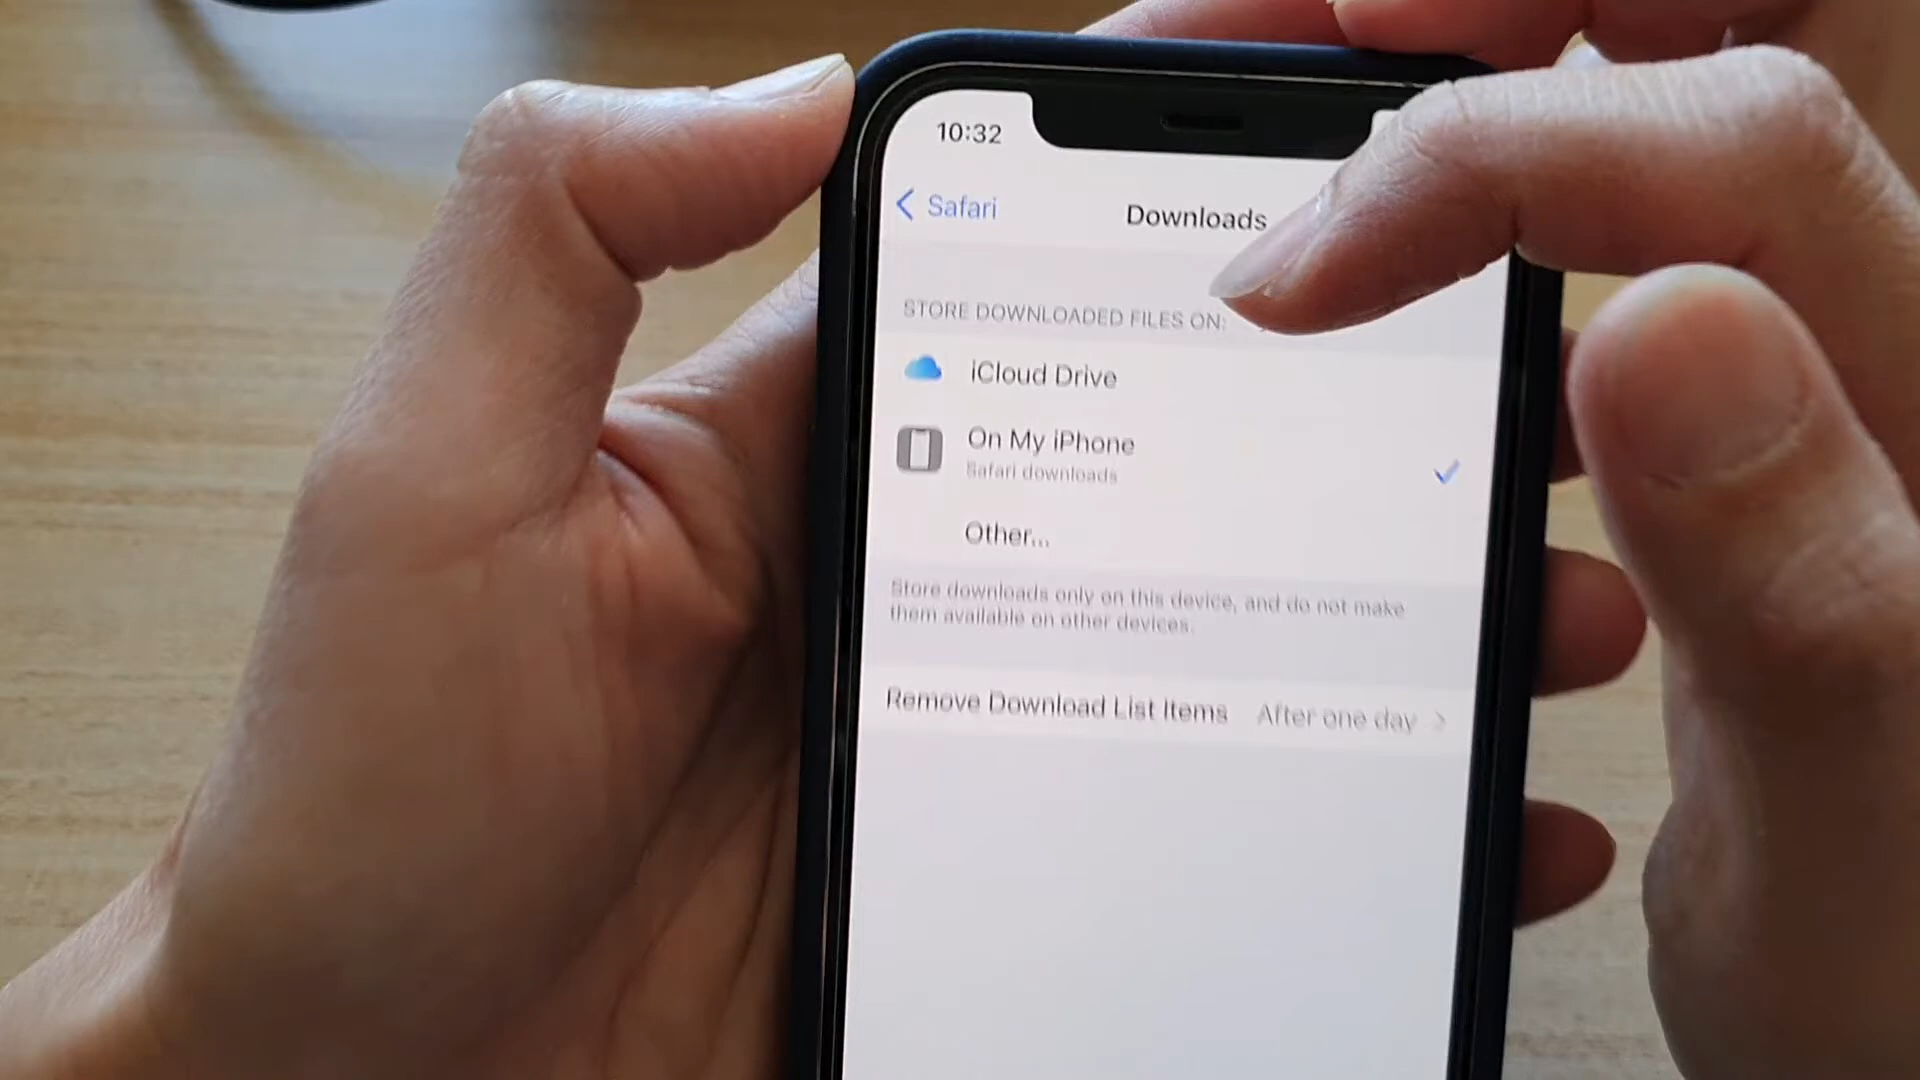 10:32
Safari
Downloads
STORE DOWNLOADED FILES ON:
iCloud Drive
On My iPhone
Safari downloads
Other...
Store downloads only on this device, and do not make
them available on other devices.
Remove Download List Items After one day